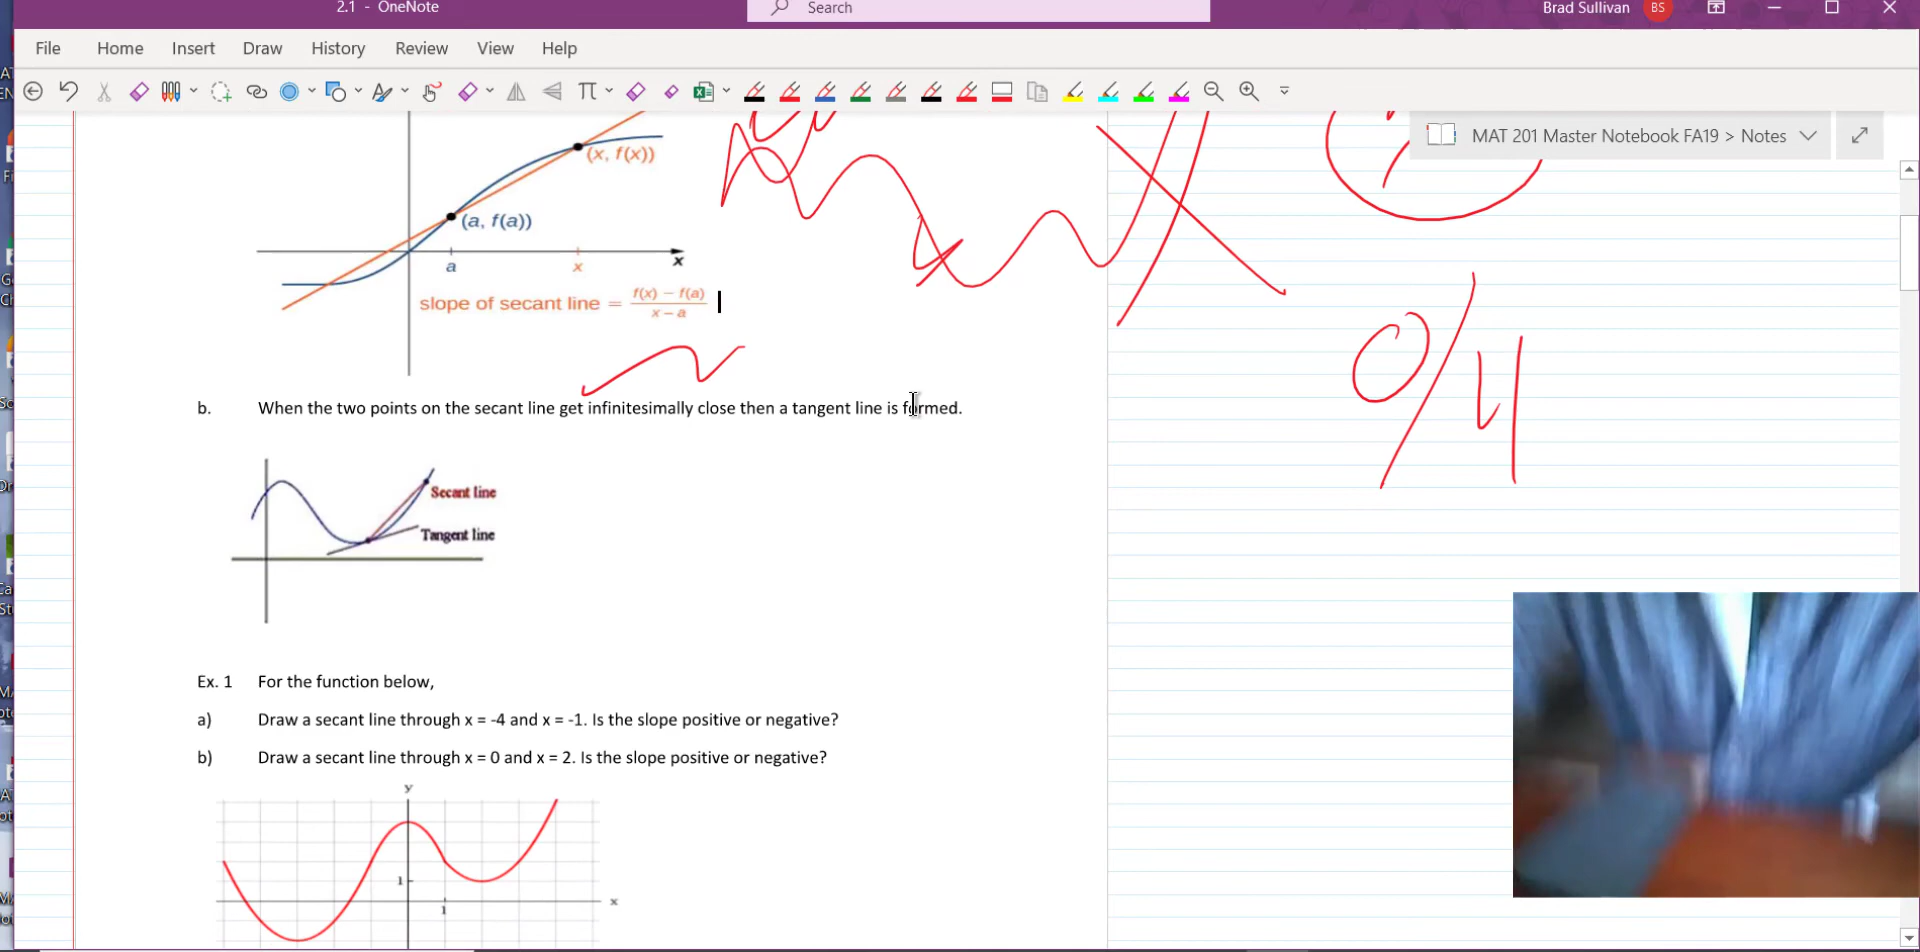 2.1 - OneNote
Search
Brad Sullivan BS
File Home Insert Draw History Review View Help
MAT 201 Master Notebook FA19 > Notes
(x, f(x))
(a, f(a))
a x x
slope of secant line = f(x) − f(a) / x − a
0/4
b. When the two points on the secant line get infinitesimally close then a tangent line is formed.
Secant line
Tangent line
Ex. 1 For the function below,
a) Draw a secant line through x = -4 and x = -1. Is the slope positive or negative?
b) Draw a secant line through x = 0 and x = 2. Is the slope positive or negative?
y
1
x
1